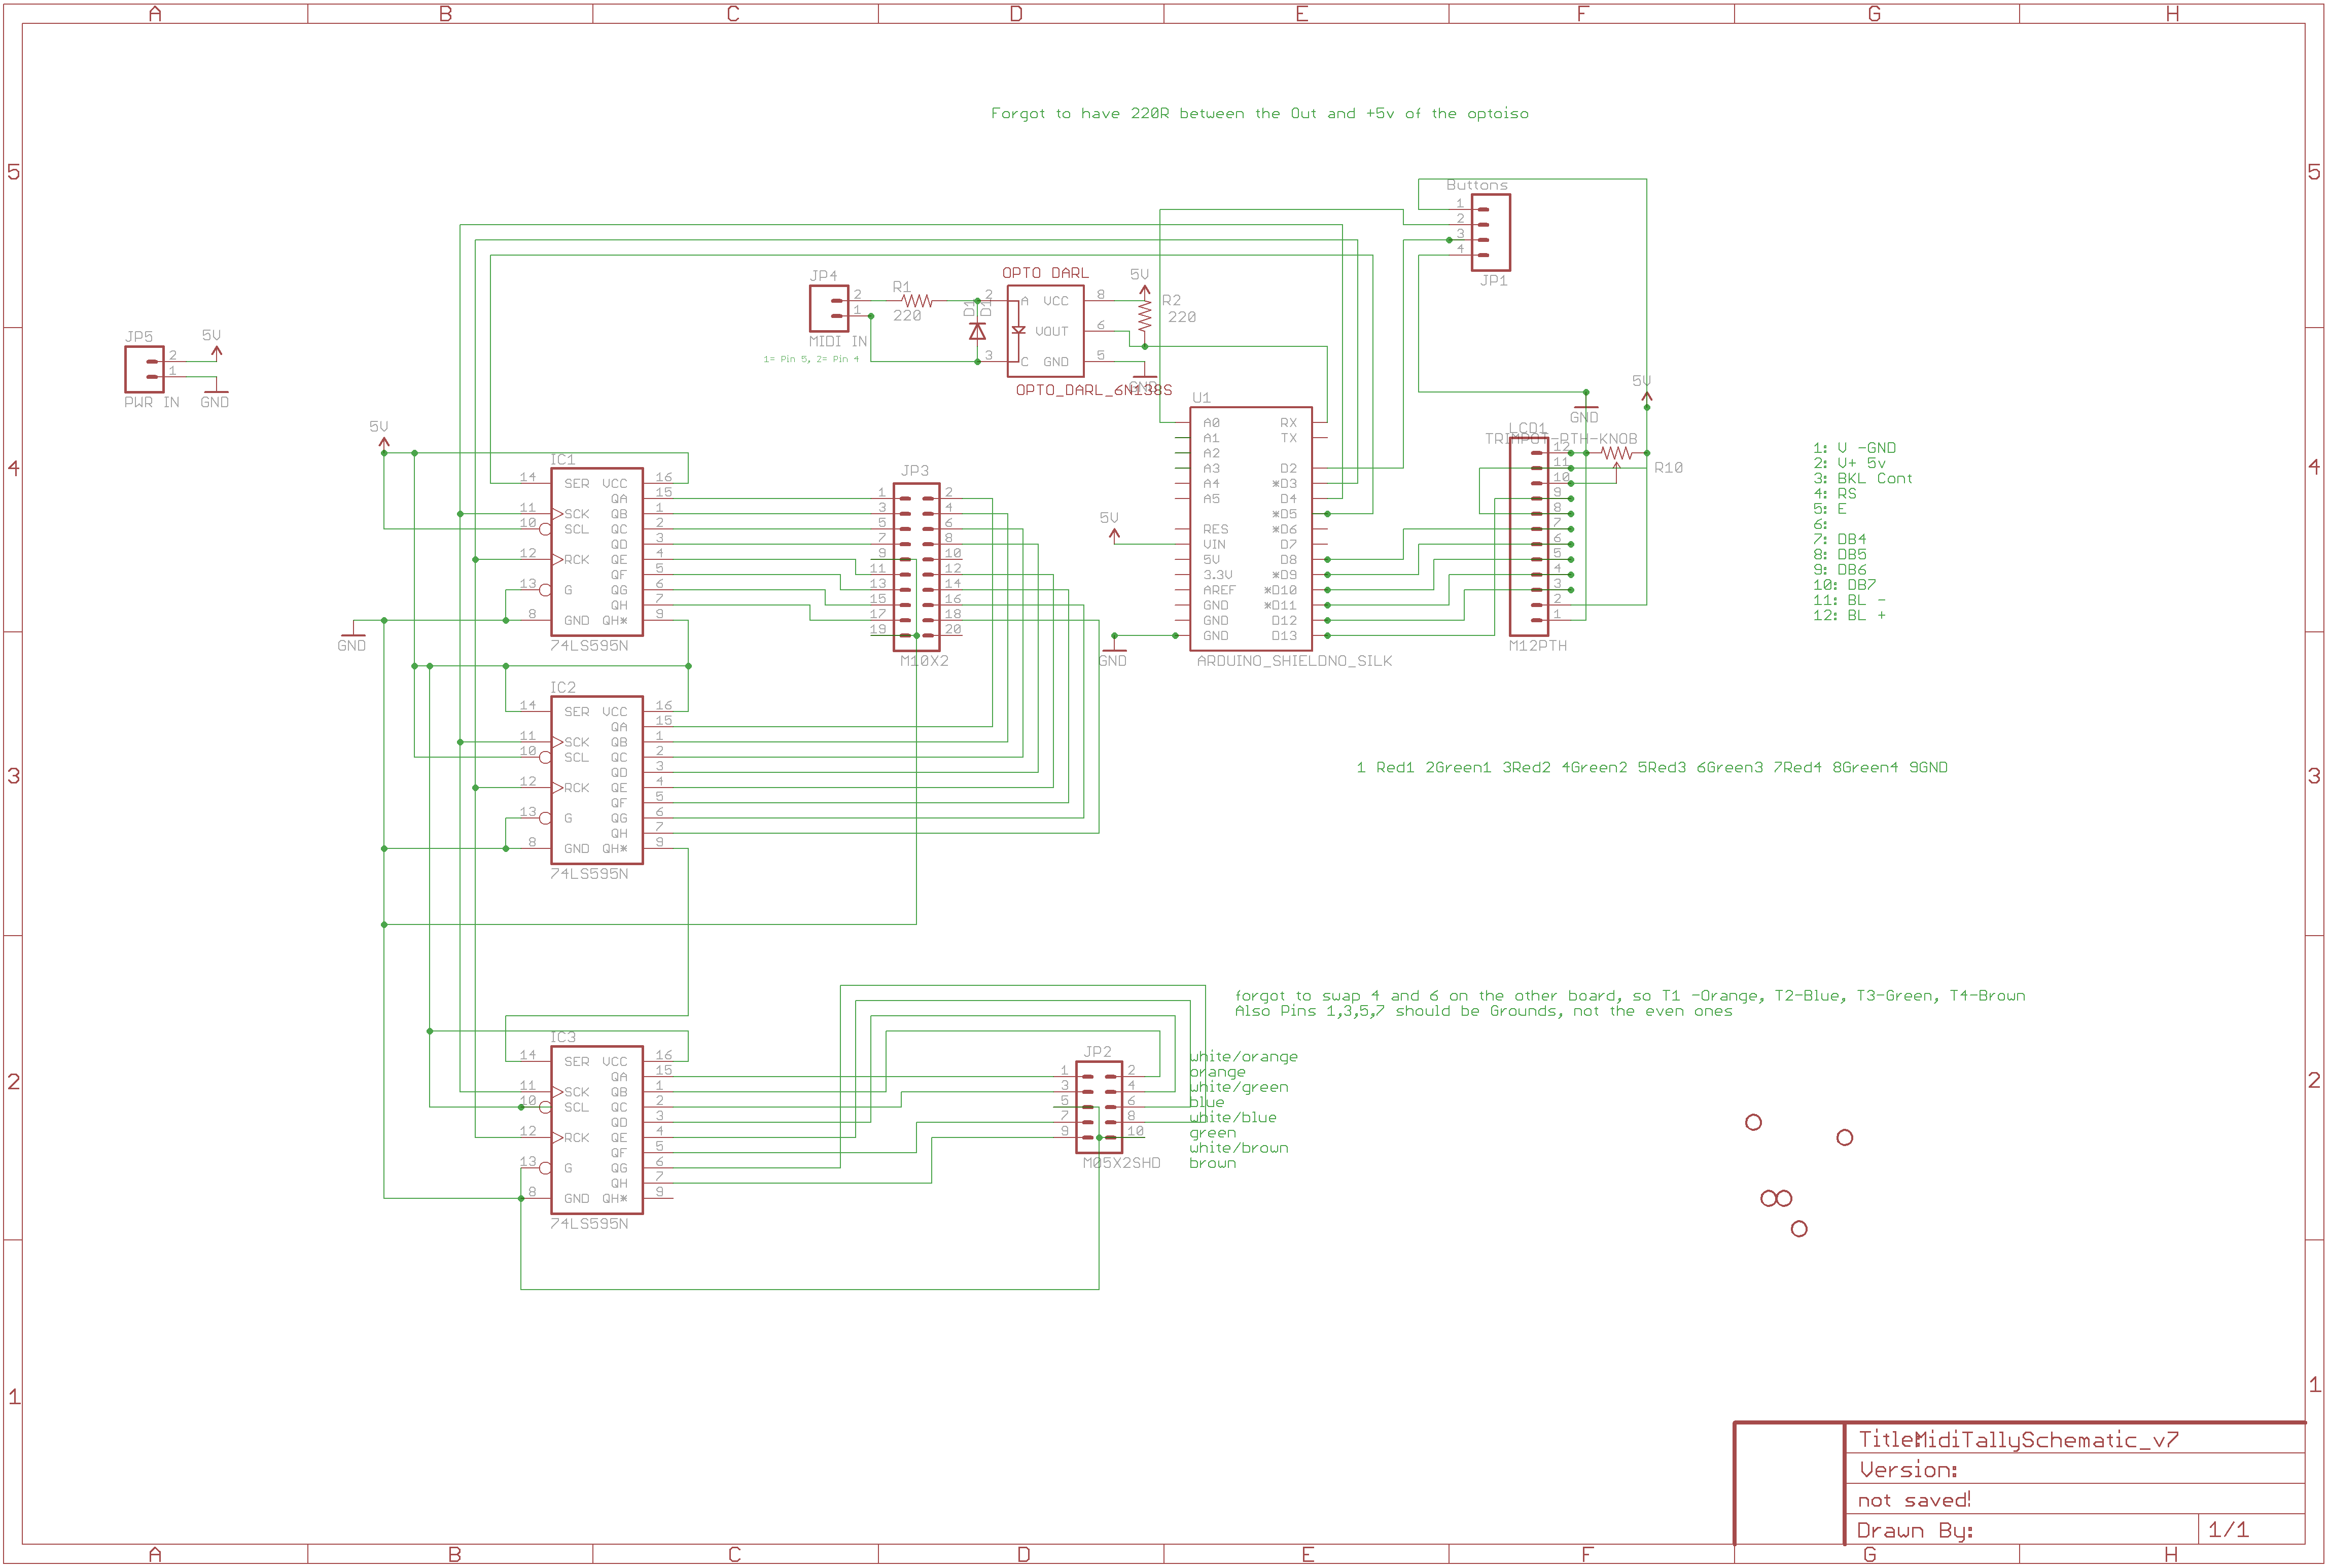 A B C D E F G H
Forgot to have 220R between the Out and +5v of the optoiso
5 5
Buttons
1
2
3
4
JP1
JP4
2
1
MIDI IN
1= Pin 5, 2= Pin 4
R1
220
D1
D1
OPTO DARL
2 A VCC 8
VOUT 6
3 C GND 5
OPTO_DARL_6N138S
5V
R2
220
GND
JP5
2
1
PWR IN
5V
GND
4 4
5V
GND
IC1
14 SER VCC 16
QA 15
11 SCK QB 1
10 SCL QC 2
QD 3
12 RCK QE 4
QF 5
13 G QG 6
QH 7
8 GND QH* 9
74LS595N
JP3
1 2
3 4
5 6
7 8
9 10
11 12
13 14
15 16
17 18
19 20
M10X2
5V
GND
U1
A0 RX
A1 TX
A2
A3 D2
A4 *D3
A5 D4
*D5
RES *D6
VIN D7
5V D8
3.3V *D9
AREF *D10
GND *D11
GND D12
GND D13
ARDUINO_SHIELDNO_SILK
5V
GND
LCD1
TRIMPOT-PTH-KNOB
R10
12
11
10
9
8
7
6
5
4
3
2
1
M12PTH
1: V -GND
2: V+ 5v
3: BKL Cont
4: RS
5: E
6:
7: DB4
8: DB5
9: DB6
10: DB7
11: BL -
12: BL +
3 3
IC2
14 SER VCC 16
QA 15
11 SCK QB 1
10 SCL QC 2
QD 3
12 RCK QE 4
QF 5
13 G QG 6
QH 7
8 GND QH* 9
74LS595N
1 Red1 2Green1 3Red2 4Green2 5Red3 6Green3 7Red4 8Green4 9GND
forgot to swap 4 and 6 on the other board, so T1 -Orange, T2-Blue, T3-Green, T4-Brown
Also Pins 1,3,5,7 should be Grounds, not the even ones
2 2
IC3
14 SER VCC 16
QA 15
11 SCK QB 1
10 SCL QC 2
QD 3
12 RCK QE 4
QF 5
13 G QG 6
QH 7
8 GND QH* 9
74LS595N
JP2
1 2
3 4
5 6
7 8
9 10
M05X2SHD
white/orange
orange
white/green
blue
white/blue
green
white/brown
brown
1 1
Title:MidiTallySchematic_v7
Version:
not saved!
Drawn By: 1/1
A B C D E F G H